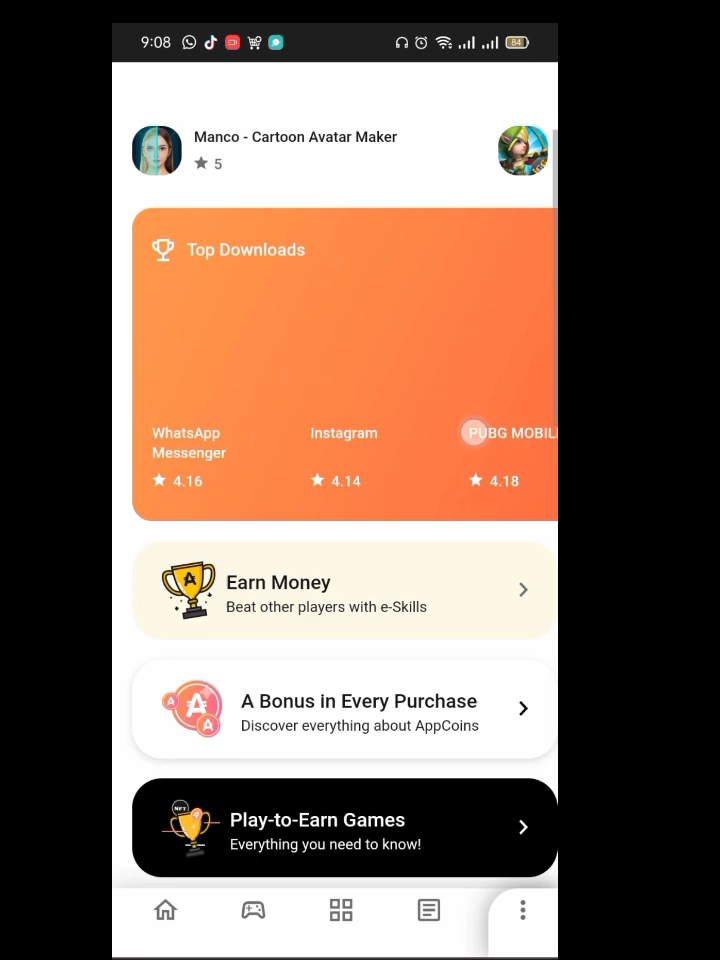 9:08
84
Manco - Cartoon Avatar Maker
5
Top Downloads
WhatsApp
Messenger
Instagram
PUBG MOBIL
4.16
4.14
4.18
Earn Money
Beat other players with e-Skills
A Bonus in Every Purchase
Discover everything about AppCoins
NFT
Play-to-Earn Games
Everything you need to know!